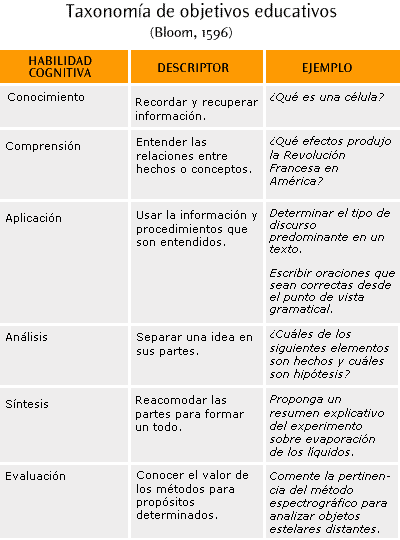 Taxonomía de objetivos educativos
(Bloom, 1596)
HABILIDAD
COGNITIVA
DESCRIPTOR
EJEMPLO
Conocimiento
Recordar y recuperar
información.
¿Qué es una célula?
Comprensión
Entender las
relaciones entre
hechos o conceptos.
¿Qué efectos produjo
la Revolución
Francesa en
América?
Aplicación
Usar la información y
procedimientos que
son entendidos.
Determinar el tipo de
discurso
predominante en un
texto.
Escribir oraciones que
sean correctas desde
el punto de vista
gramatical.
Análisis
Separar una idea en
sus partes.
¿Cuáles de los
siguientes elementos
son hechos y cuáles
son hipótesis?
Síntesis
Reacomodar las
partes para formar
un todo.
Proponga un
resumen explicativo
del experimento
sobre evaporación
de los líquidos.
Evaluación
Conocer el valor de
los métodos para
propósitos
determinados.
Comente la pertinen-
cia del método
espectrográfico para
analizar objetos
estelares distantes.